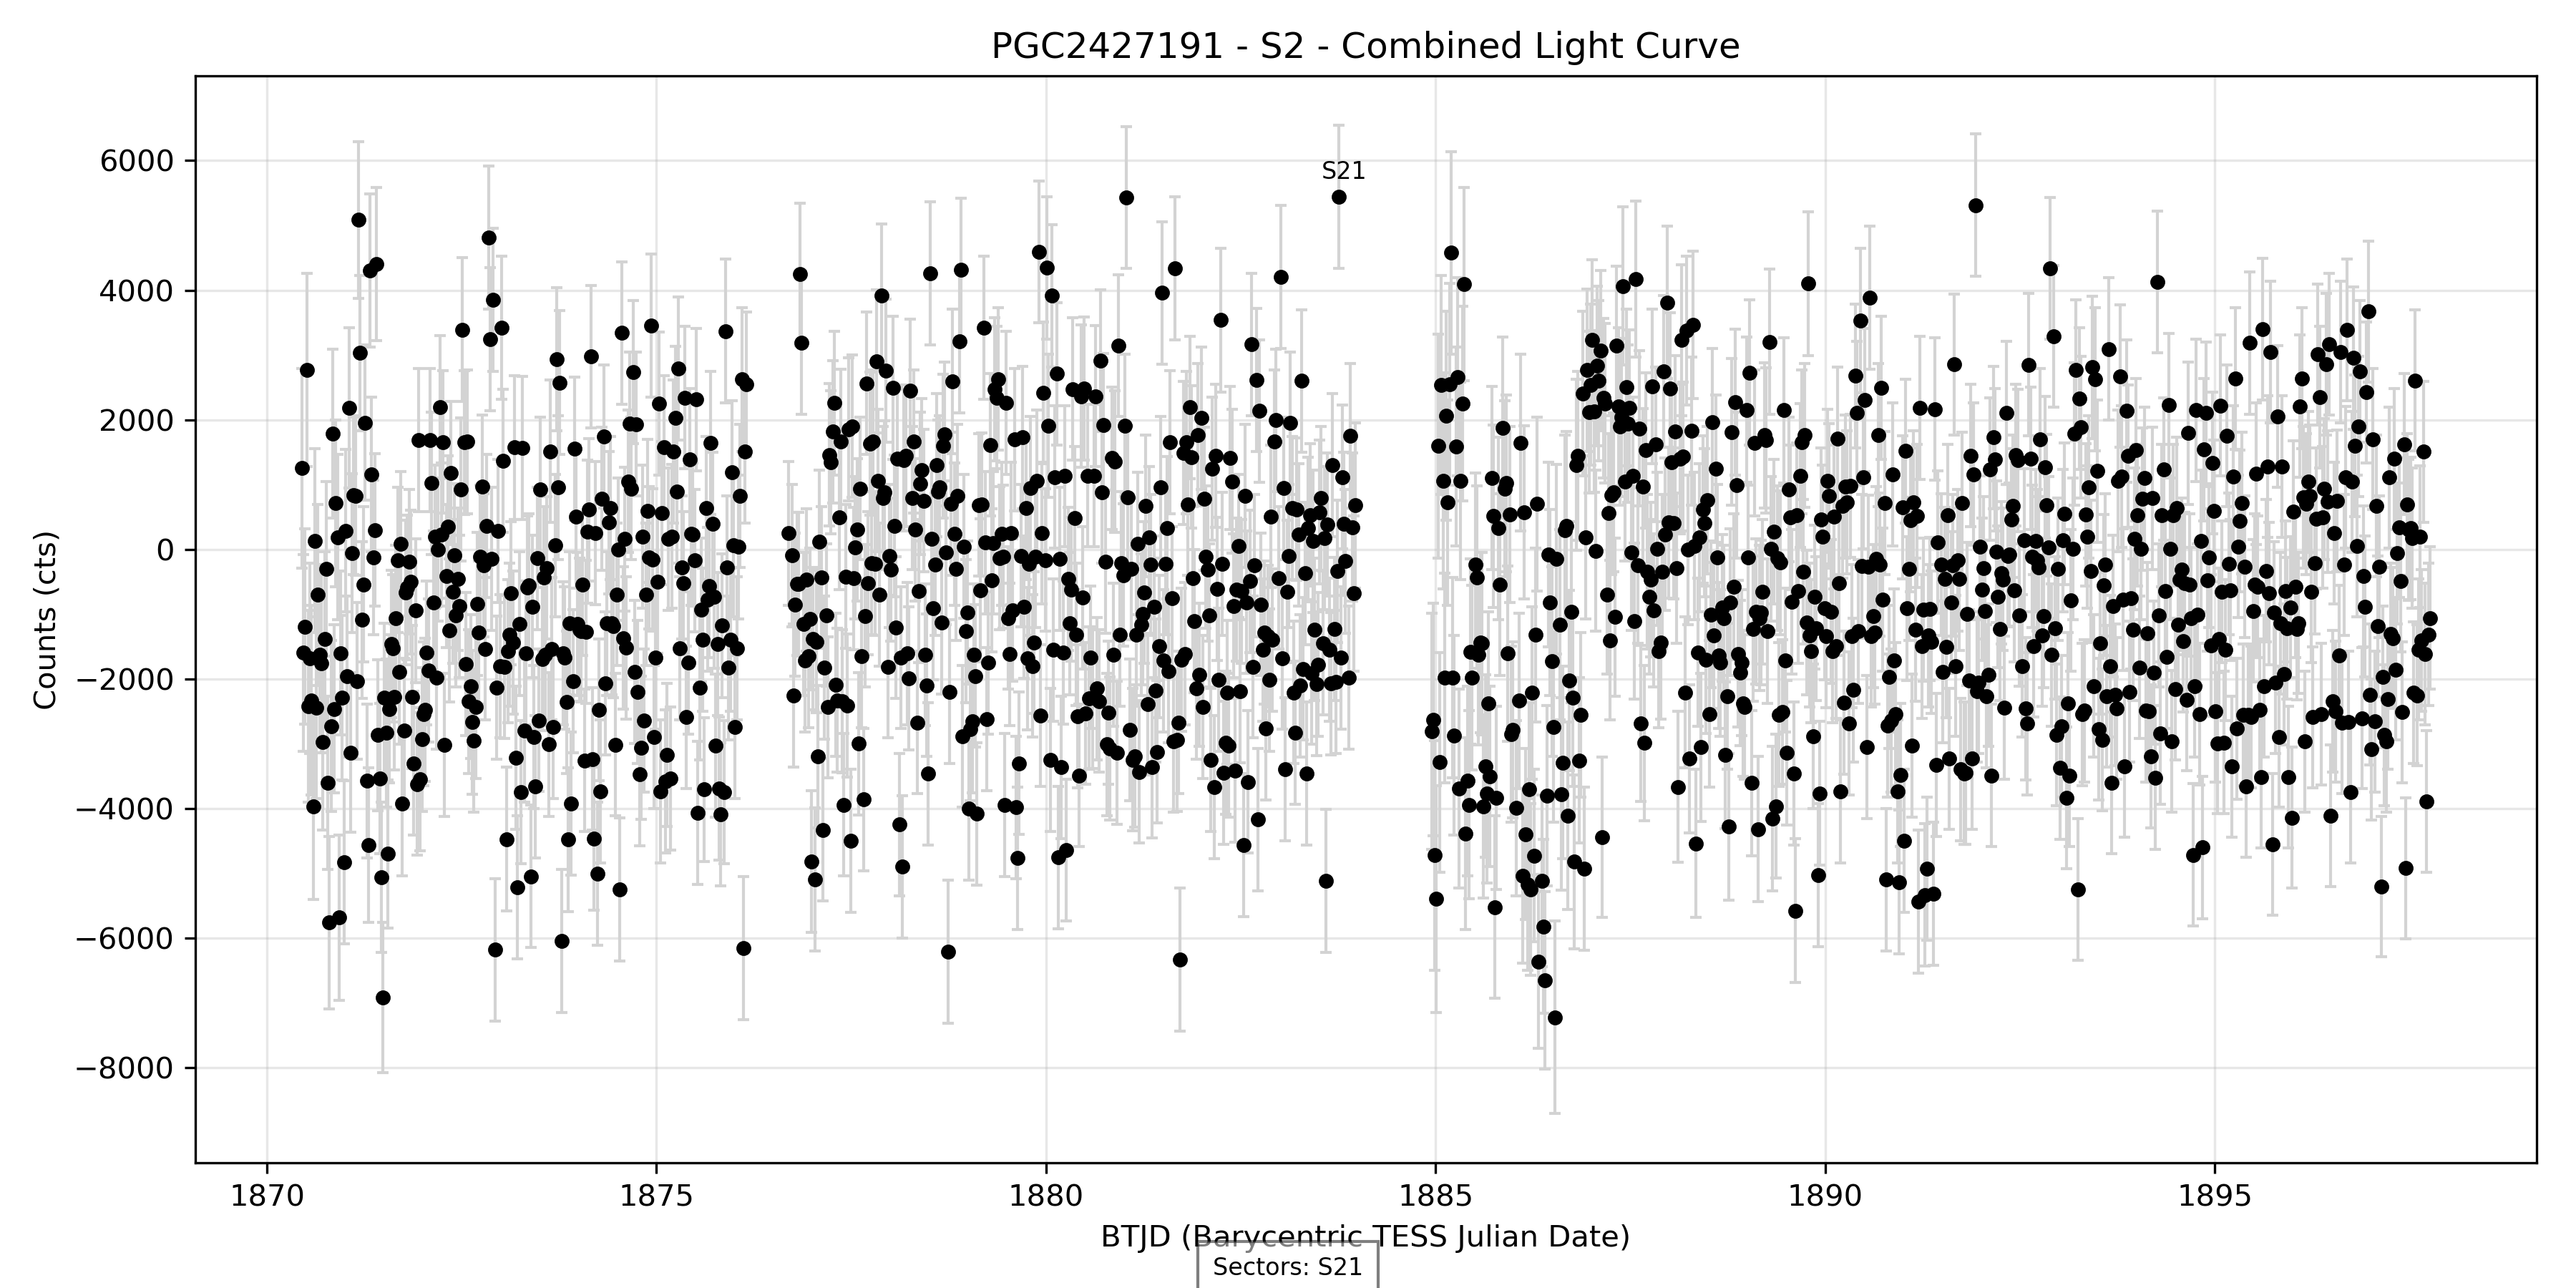 PGC2427191 - S2 - Combined Light Curve
S21
6000
4000
2000
0
−2000
−4000
−6000
−8000
Counts (cts)
1870
1875
1880
1885
1890
1895
BTJD (Barycentric TESS Julian Date)
Sectors: S21